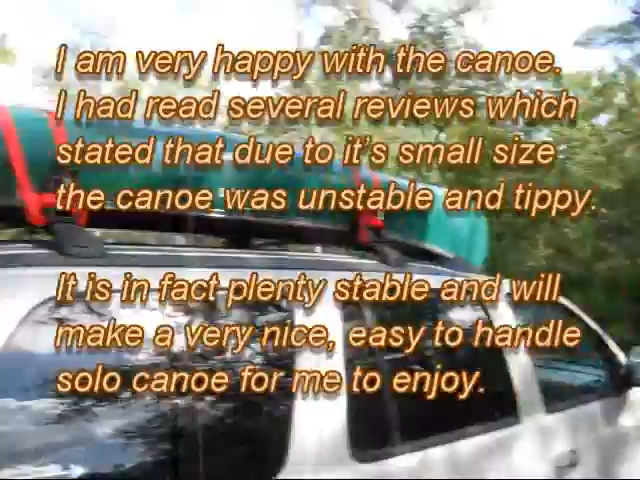 I am very happy with the canoe.
I had read several reviews which
stated that due to it's small size
the canoe was unstable and tippy.
It is in fact plenty stable and will
make a very nice, easy to handle
solo canoe for me to enjoy.